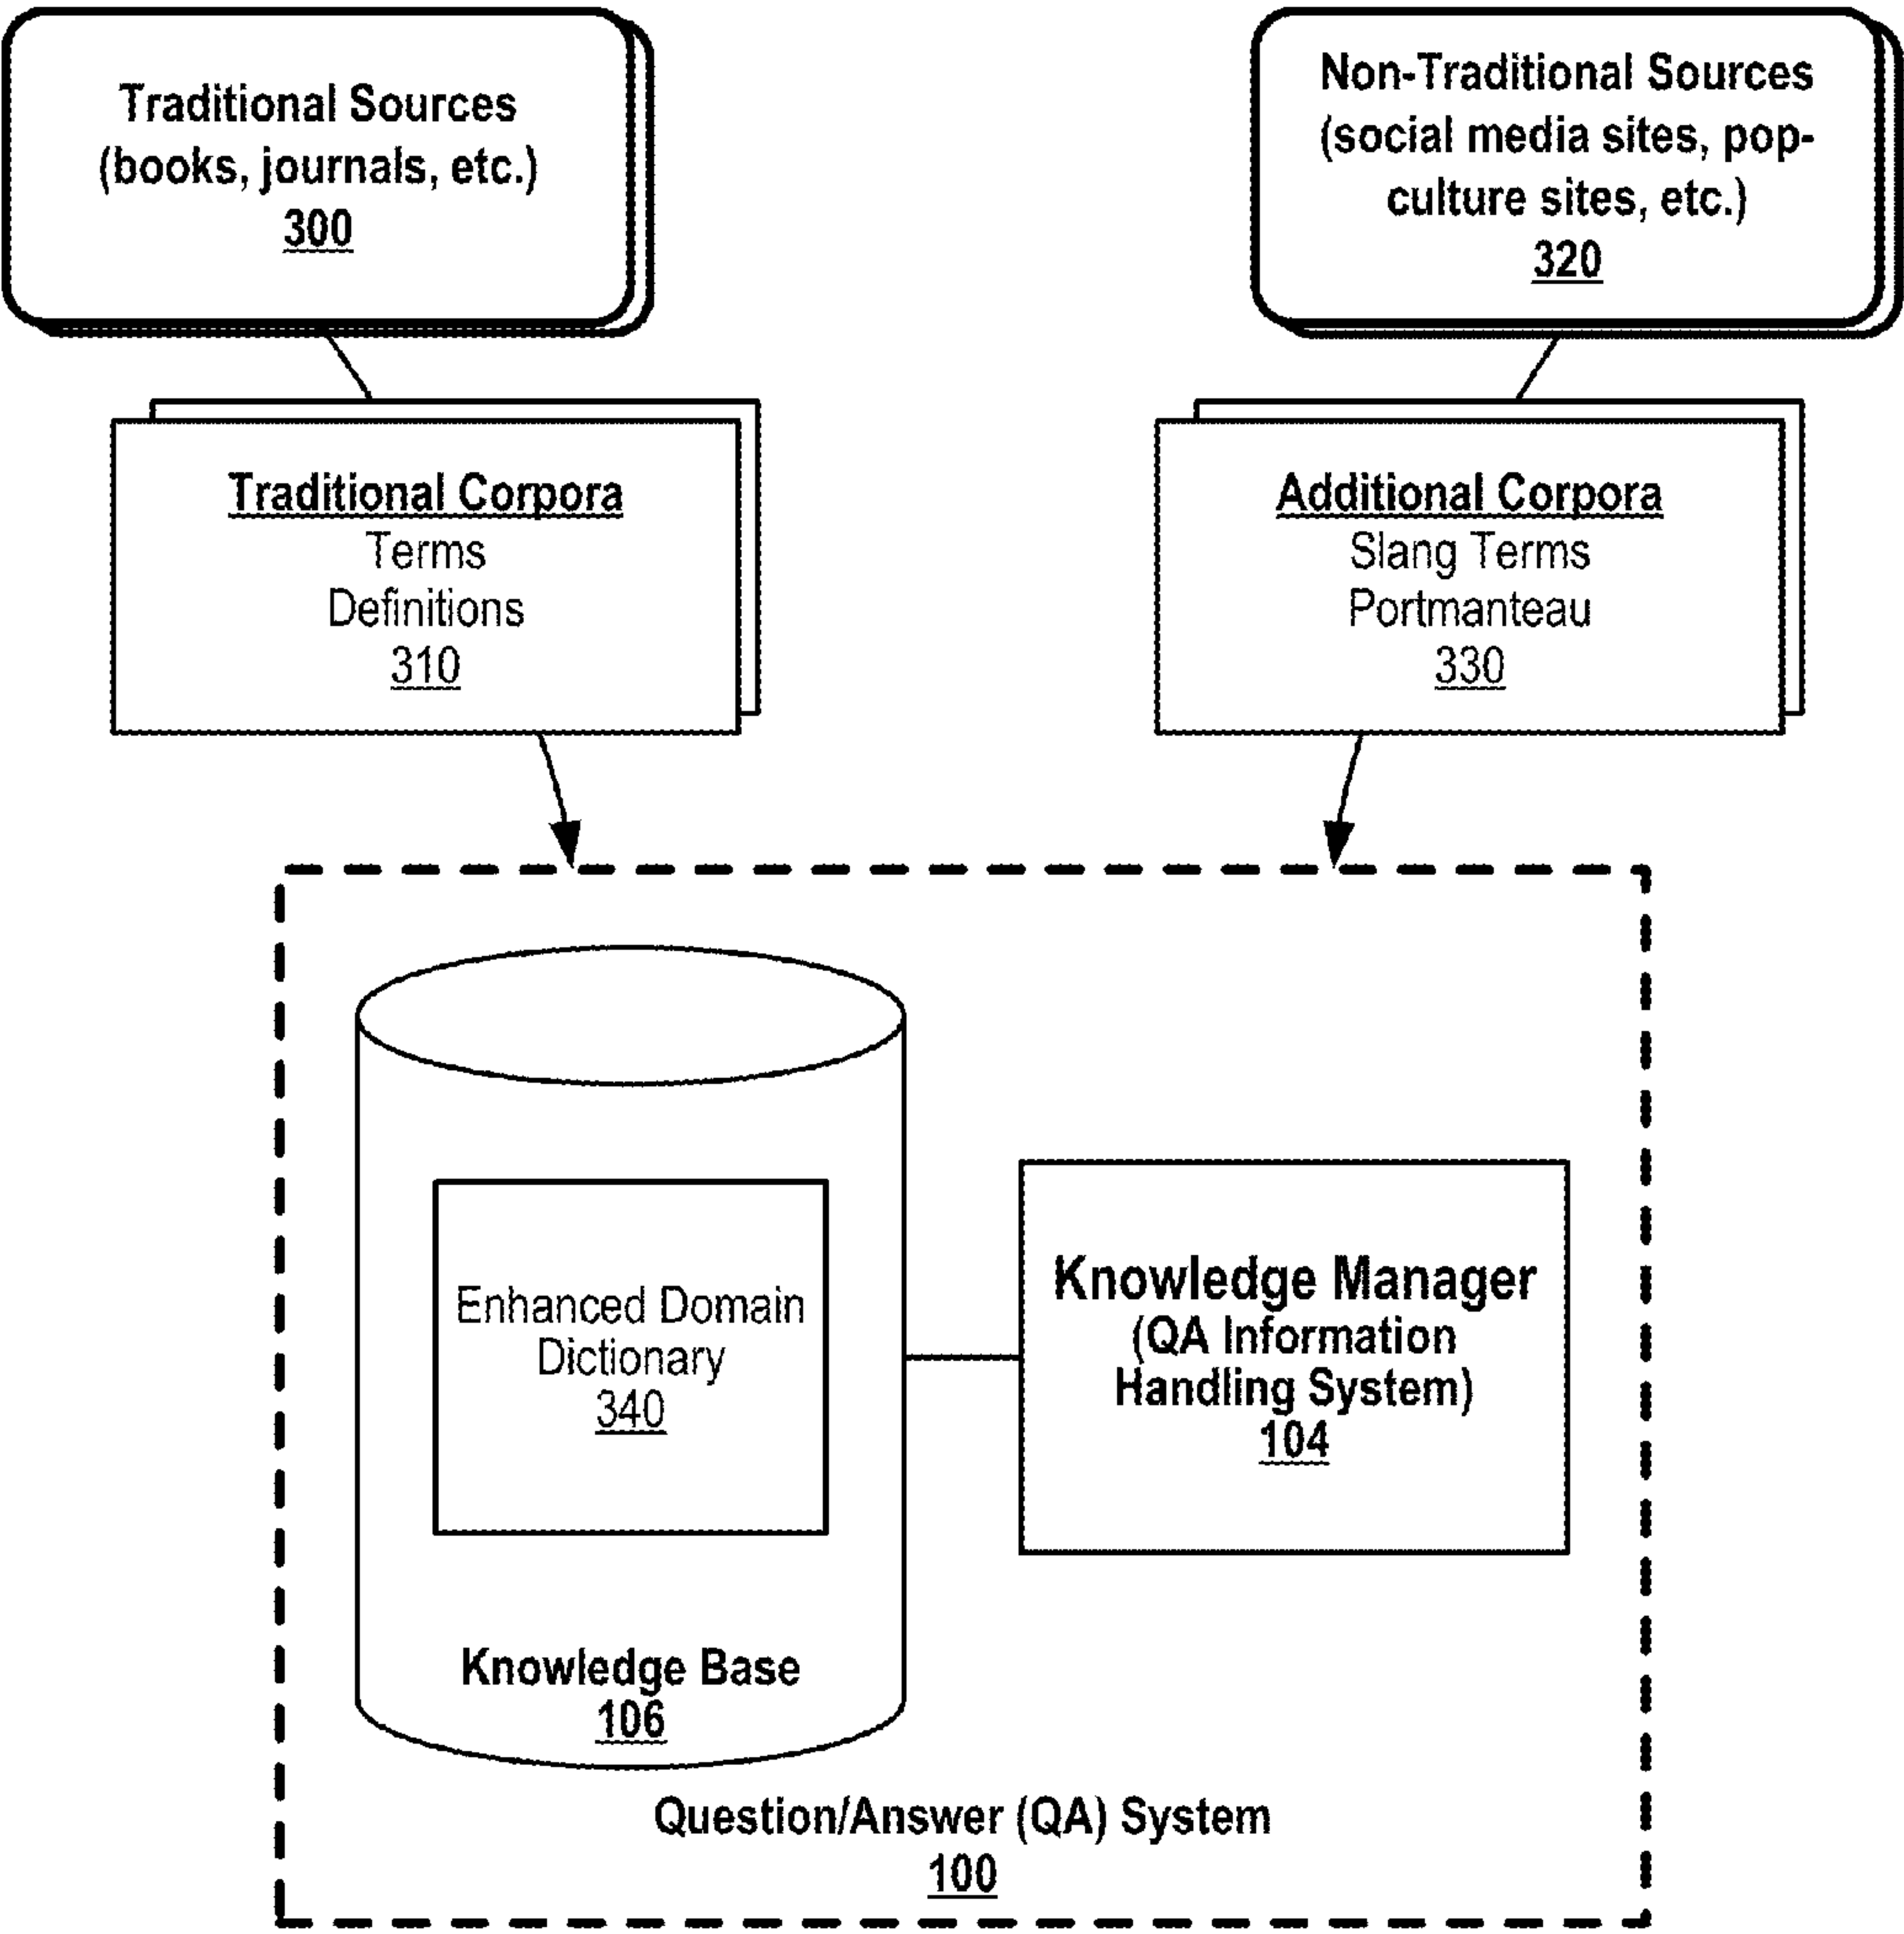 Traditional Sources
(books, journals, etc.)
300
Non-Traditional Sources
(social media sites, pop-
culture sites, etc.)
320
Traditional Corpora
Terms
Definitions
310
Additional Corpora
Slang Terms
Portmanteau
330
Enhanced Domain
Dictionary
340
Knowledge Base
106
Knowledge Manager
(QA Information
Handling System)
104
Question/Answer (QA) System
100